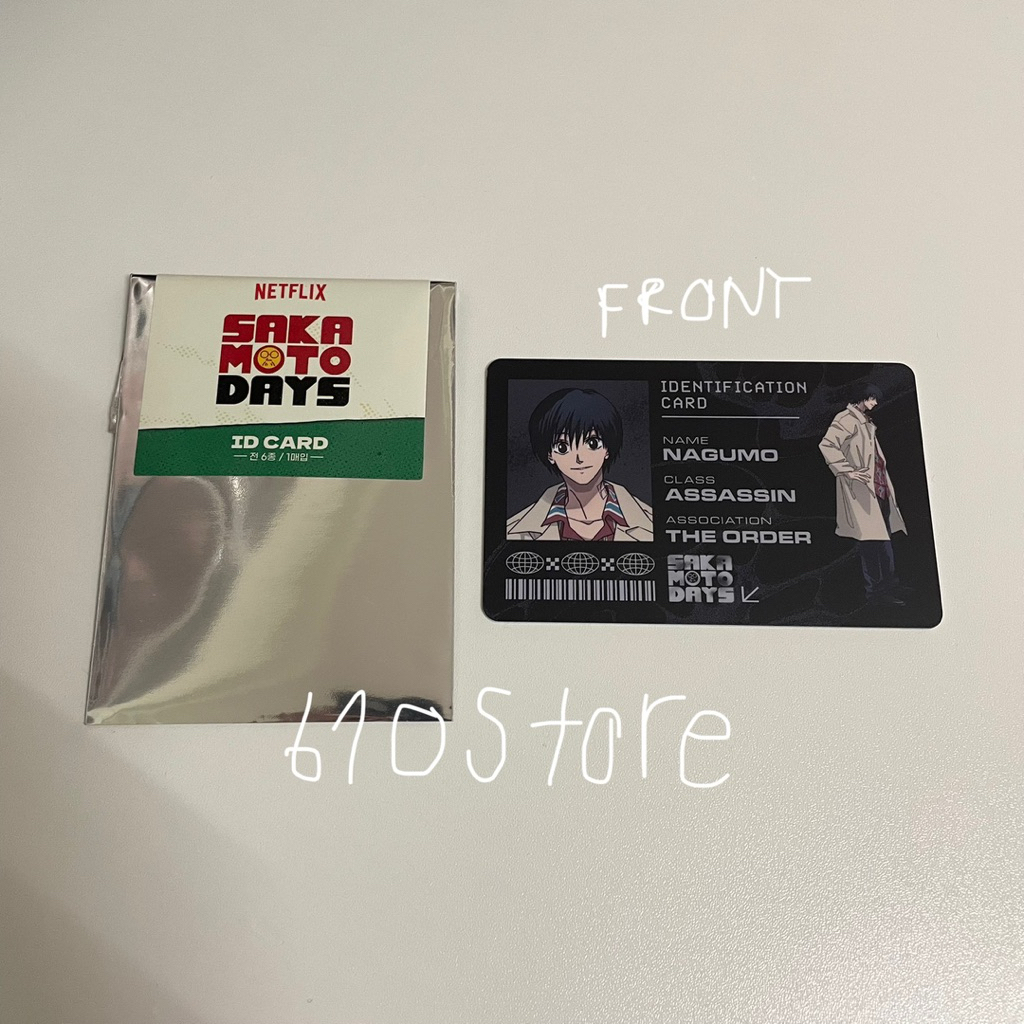 NETFLIX
SAKA
MOTO
DAYS
ID CARD
전 6종 / 1매입
FRONT
IDENTIFICATION
CARD
NAME
NAGUMO
CLASS
ASSASSIN
ASSOCIATION
THE ORDER
SAKA
MOTO
DAYS
610Store